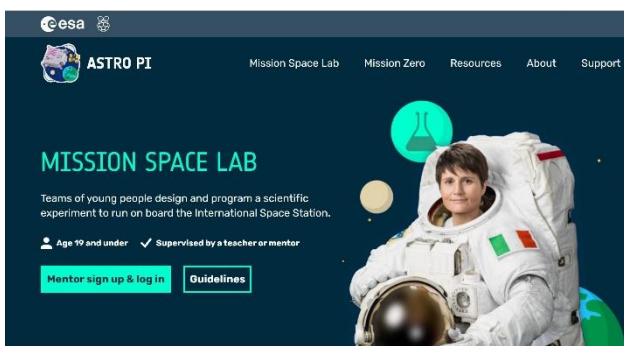 esa
ASTRO PI
Mission Space Lab Mission Zero Resources About Support
MISSION SPACE LAB
Teams of young people design and program a scientific
experiment to run on board the International Space Station.
Age 19 and under Supervised by a teacher or mentor
Mentor sign up & log in Guidelines